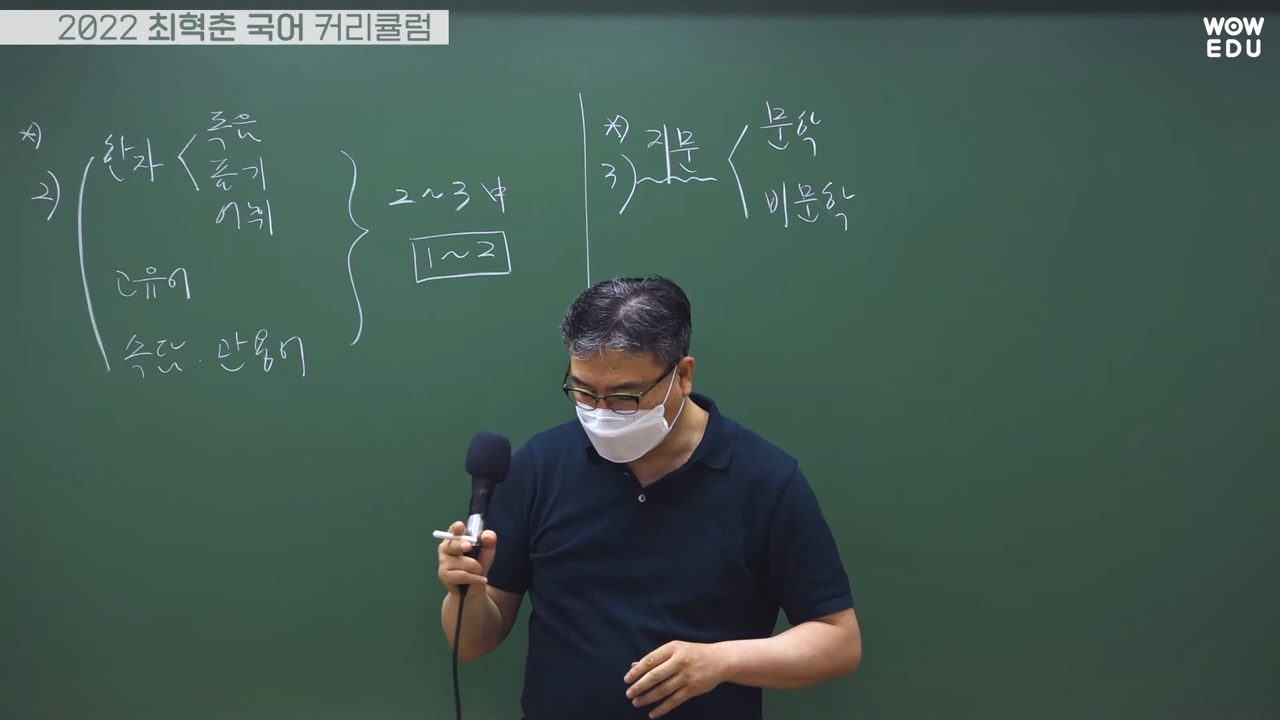 2022 최혁춘 국어 커리큘럼
WOW
EDU
*)
2)
한자
독음
표기
어휘
고유어
속담 · 관용어
2~3中
1~2
*)
3)
지문
문학
비문학